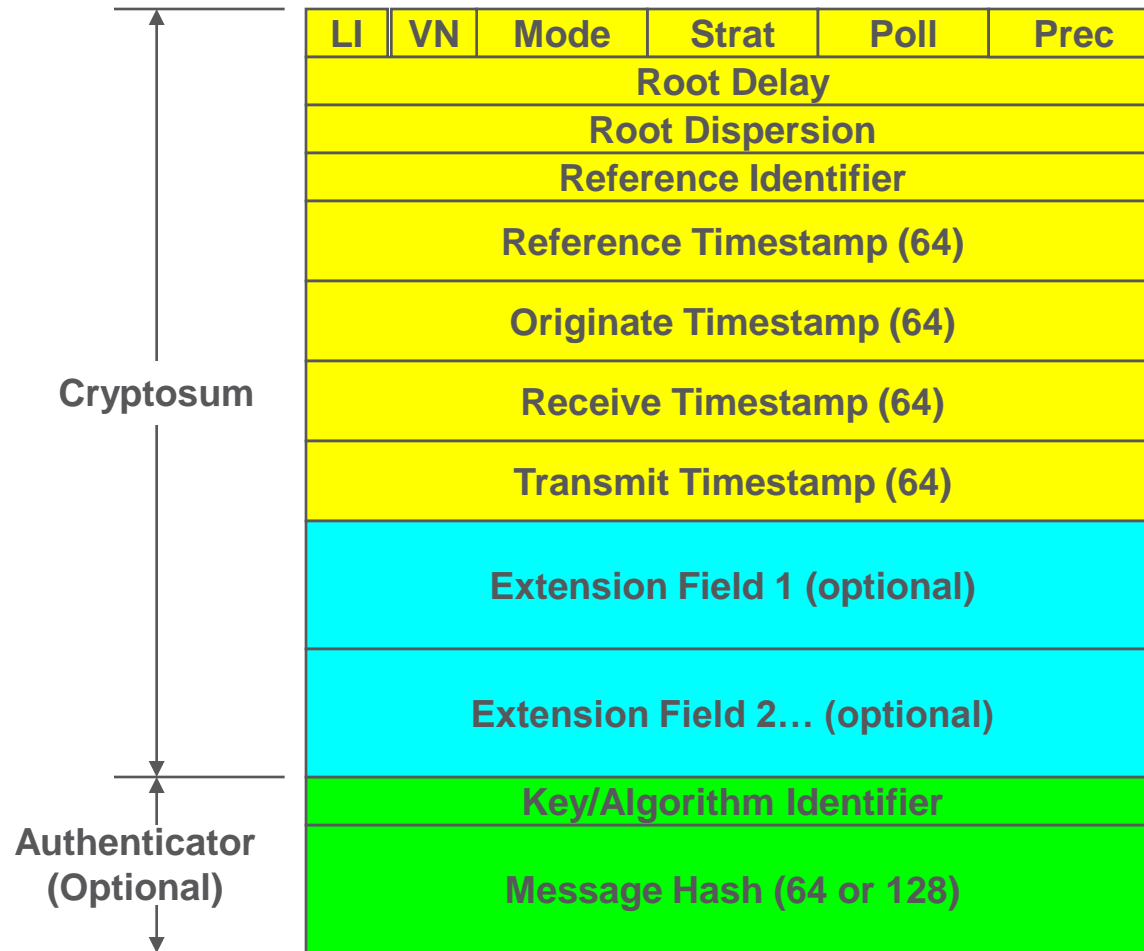 LI VN Mode Strat Poll Prec
Root Delay
Root Dispersion
Reference Identifier
Reference Timestamp (64)
Originate Timestamp (64)
Cryptosum
Receive Timestamp (64)
Transmit Timestamp (64)
Extension Field 1 (optional)
Extension Field 2… (optional)
Key/Algorithm Identifier
Authenticator
(Optional)
Message Hash (64 or 128)